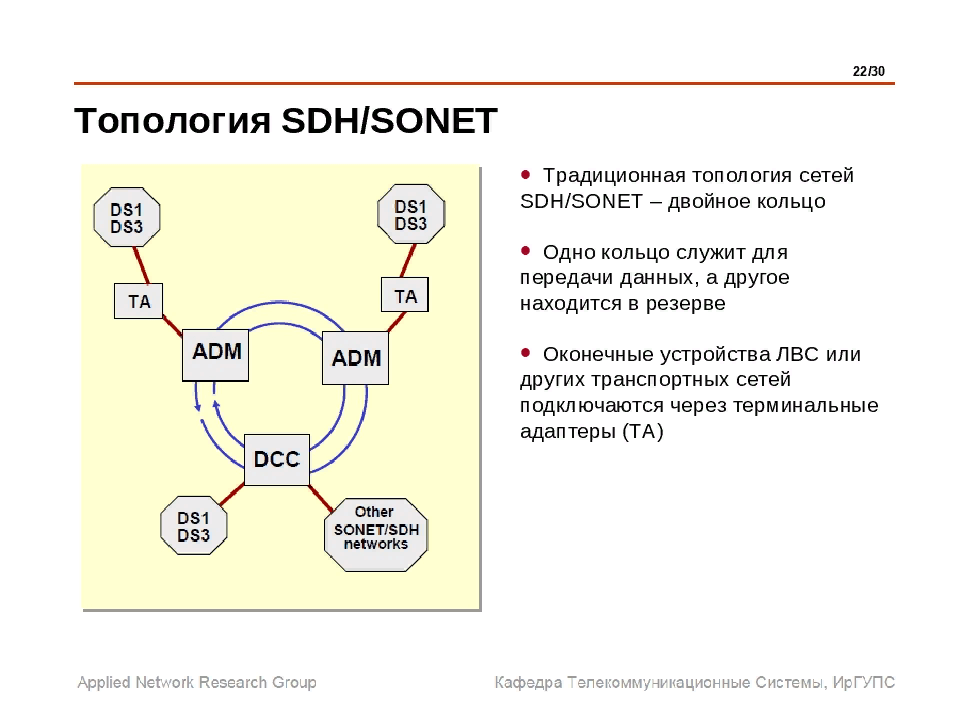 22/30
Топология SDH/SONET
DS1
DS3
DS1
DS3
TA
TA
ADM
ADM
DCC
DS1
DS3
Other
SONET/SDH
networks
● Традиционная топология сетей
SDH/SONET – двойное кольцо
● Одно кольцо служит для
передачи данных, а другое
находится в резерве
● Оконечные устройства ЛВС или
других транспортных сетей
подключаются через терминальные
адаптеры (ТА)
Applied Network Research Group
Кафедра Телекоммуникационные Системы, ИрГУПС